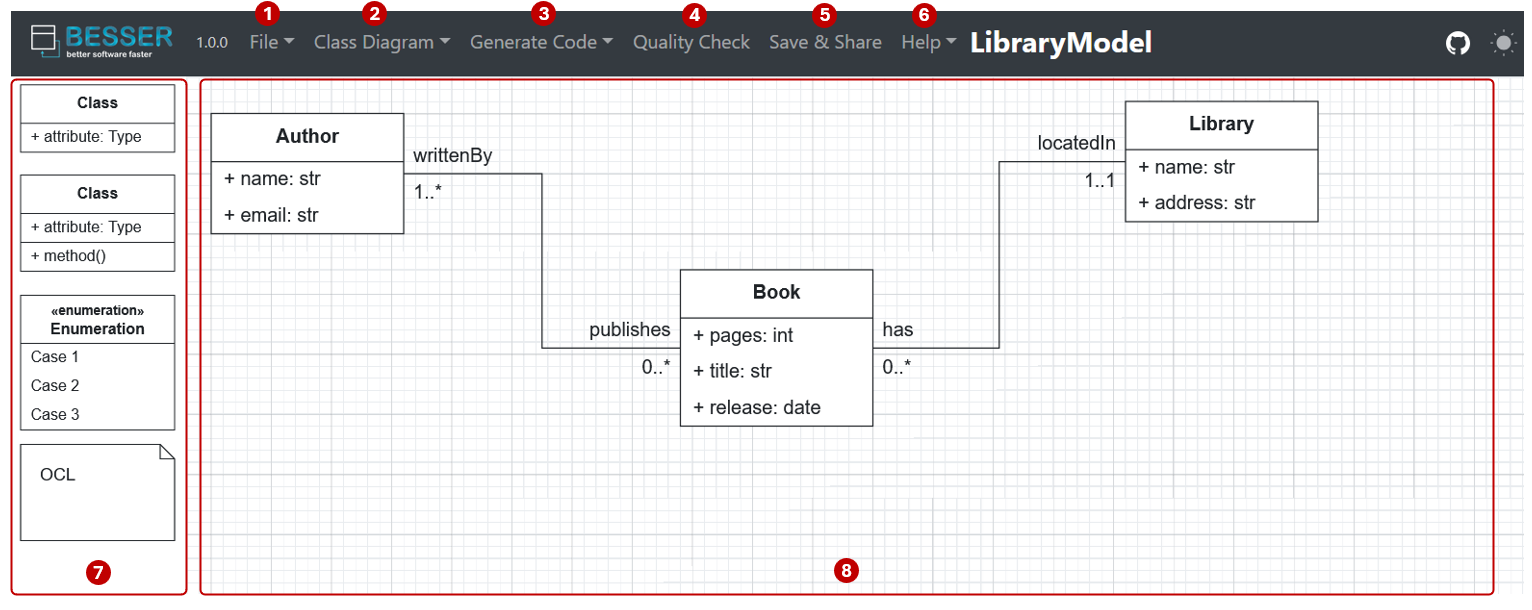 1 2 3 4 5 6
BESSER
better software faster
1.0.0 File Class Diagram Generate Code Quality Check Save & Share Help LibraryModel
Class
+ attribute: Type
Class
+ attribute: Type
+ method()
«enumeration»
Enumeration
Case 1
Case 2
Case 3
OCL
7
Author
+ name: str
+ email: str
writtenBy
1..*
publishes
0..*
Book
+ pages: int
+ title: str
+ release: date
has
0..*
locatedIn
1..1
Library
+ name: str
+ address: str
8